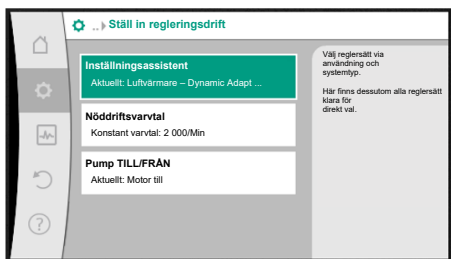 .. Ställ in regleringsdrift
Inställningsassistent
Aktuellt: Luftvärmare – Dynamic Adapt ...
Nöddriftsvarvtal
Konstant varvtal: 2 000/Min
Pump TILL/FRÅN
Aktuellt: Motor till
Välj reglersätt via
användning och
systemtyp.
Här finns dessutom alla reglersätt
klara för
direkt val.
?